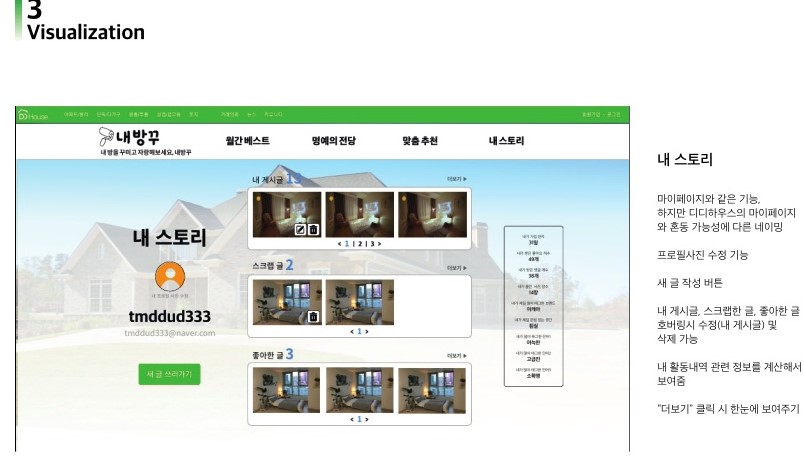 3
Visualization
House
내방꾸
내 방을 꾸미고 자랑해보세요, 내방꾸
월간 베스트
명예의 전당
맞춤 추천
내 스토리
내 게시글 13
더보기 »
< 1 | 2 | 3 >
내 스토리
tmddud333
tmddud333@naver.com
새 글 쓰러가기
스크랩 글 2
더보기 »
< 1 >
좋아한 글 3
더보기 »
< 1 >
31일
49개
38개
14장
이케아
침실
아늑한
고급진
소확행
내 스토리
마이페이지와 같은 기능,
하지만 디디하우스의 마이페이지
와 혼동 가능성에 다른 네이밍
프로필사진 수정 기능
새 글 작성 버튼
내 게시글, 스크랩한 글, 좋아한 글
호버링시 수정(내 게시글) 및
삭제 가능
내 활동내역 관련 정보를 계산해서
보여줌
"더보기" 클릭 시 한눈에 보여주기